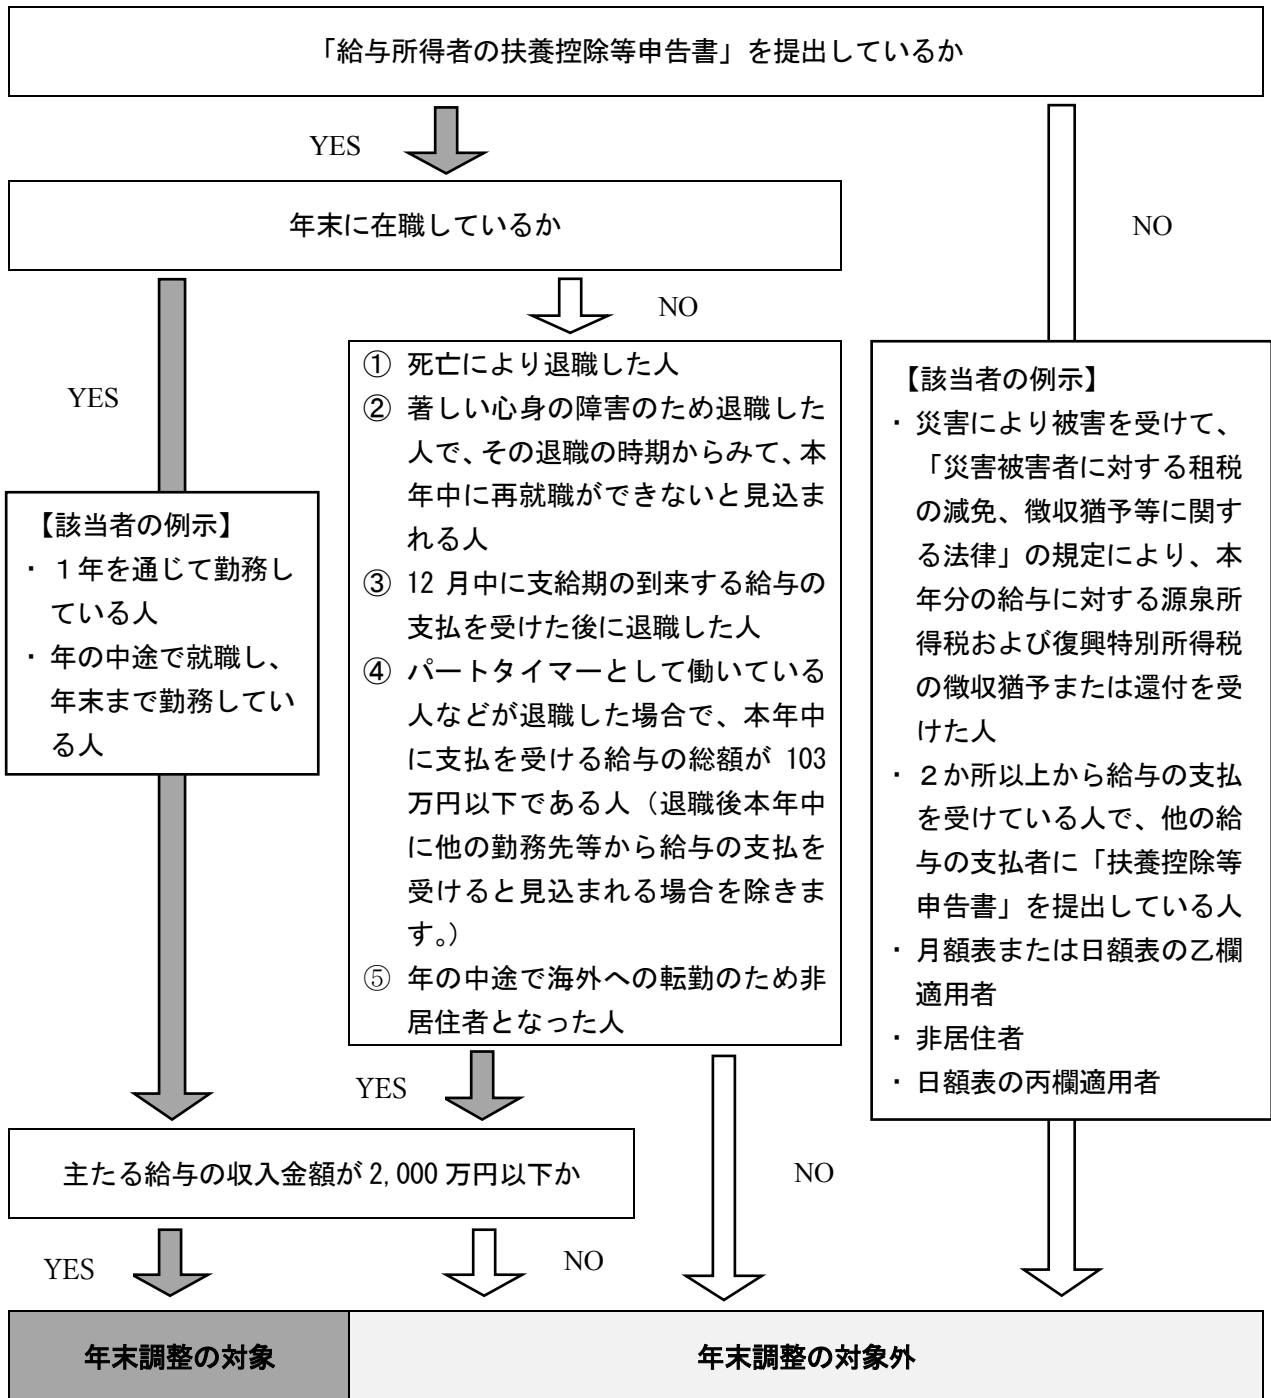 「給与所得者の扶養控除等申告書」を提出しているか
YES
年末に在職しているか
NO
NO
YES
① 死亡により退職した人
② 著しい心身の障害のため退職した
人で、その退職の時期からみて、本
年中に再就職ができないと見込ま
れる人
③ 12 月中に支給期の到来する給与の
支払を受けた後に退職した人
④ パートタイマーとして働いている
人などが退職した場合で、本年中
に支払を受ける給与の総額が 103
万円以下である人（退職後本年中
に他の勤務先等から給与の支払を
受けると見込まれる場合を除きま
す。）
⑤ 年の中途で海外への転勤のため非
居住者となった人
【該当者の例示】
・ 災害により被害を受けて、
「災害被害者に対する租税
の減免、徴収猶予等に関す
る法律」の規定により、本
年分の給与に対する源泉所
得税および復興特別所得税
の徴収猶予または還付を受
けた人
・ ２か所以上から給与の支払
を受けている人で、他の給
与の支払者に「扶養控除等
申告書」を提出している人
・ 月額表または日額表の乙欄
適用者
・ 非居住者
・ 日額表の丙欄適用者
【該当者の例示】
・ １年を通じて勤務し
ている人
・ 年の中途で就職し、
年末まで勤務してい
る人
YES
主たる給与の収入金額が 2,000 万円以下か
NO
YES
NO
年末調整の対象
年末調整の対象外